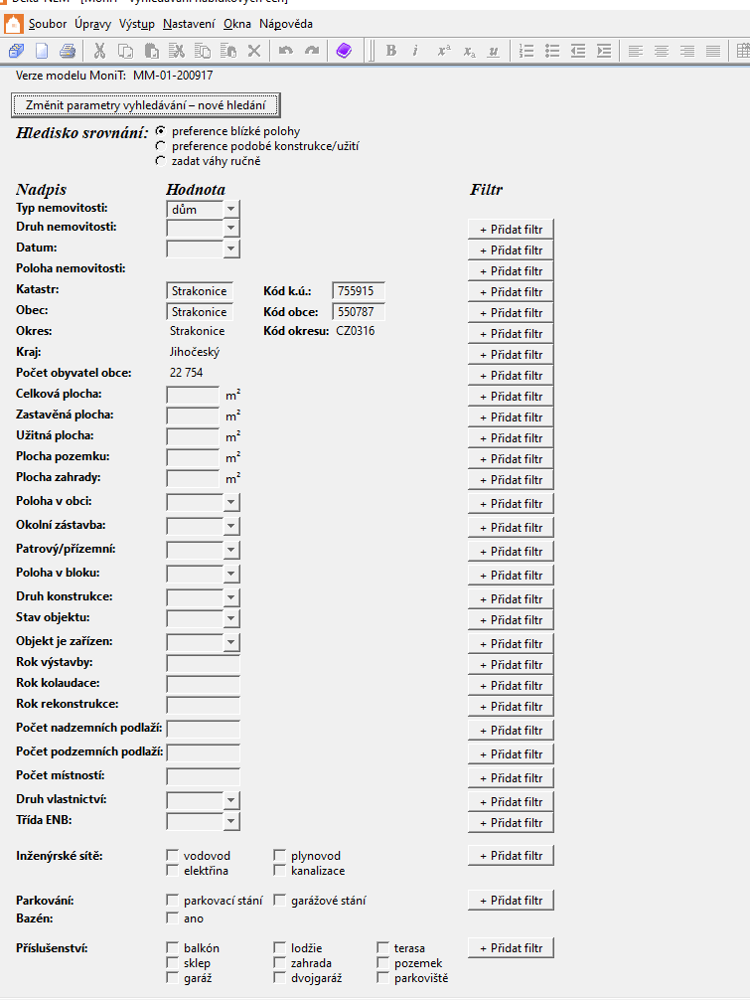 Soubor Úpravy Výstup Nastavení Okna Nápověda
B i xᵃ xₐ u
Verze modelu MoniT: MM-01-200917
Změnit parametry vyhledávání – nové hledání
Hledisko srovnání: preference blízké polohy
preference podobé konstrukce/užití
zadat váhy ručně
Nadpis Hodnota Filtr
Typ nemovitosti: dům
Druh nemovitosti: + Přidat filtr
Datum: + Přidat filtr
Poloha nemovitosti: + Přidat filtr
Katastr: Strakonice Kód k.ú.: 755915 + Přidat filtr
Obec: Strakonice Kód obce: 550787 + Přidat filtr
Okres: Strakonice Kód okresu: CZ0316 + Přidat filtr
Kraj: Jihočeský + Přidat filtr
Počet obyvatel obce: 22 754 + Přidat filtr
Celková plocha: m² + Přidat filtr
Zastavěná plocha: m² + Přidat filtr
Užitná plocha: m² + Přidat filtr
Plocha pozemku: m² + Přidat filtr
Plocha zahrady: m² + Přidat filtr
Poloha v obci: + Přidat filtr
Okolní zástavba: + Přidat filtr
Patrový/přízemní: + Přidat filtr
Poloha v bloku: + Přidat filtr
Druh konstrukce: + Přidat filtr
Stav objektu: + Přidat filtr
Objekt je zařízen: + Přidat filtr
Rok výstavby: + Přidat filtr
Rok kolaudace: + Přidat filtr
Rok rekonstrukce: + Přidat filtr
Počet nadzemních podlaží: + Přidat filtr
Počet podzemních podlaží: + Přidat filtr
Počet místností: + Přidat filtr
Druh vlastnictví: + Přidat filtr
Třída ENB: + Přidat filtr
Inženýrské sítě: vodovod plynovod + Přidat filtr
elektřina kanalizace
Parkování: parkovací stání garážové stání + Přidat filtr
Bazén: ano
Příslušenství: balkón lodžie terasa + Přidat filtr
sklep zahrada pozemek
garáž dvojgaráž parkoviště